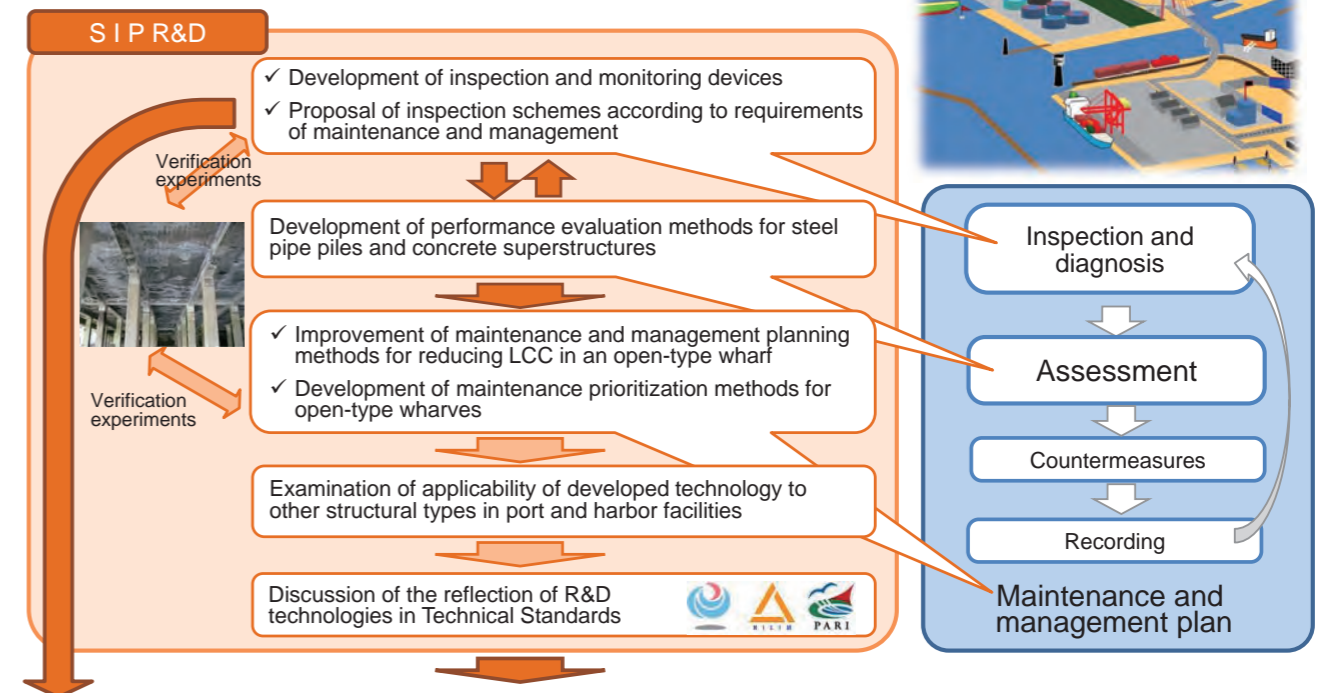 S I P R&D
✓ Development of inspection and monitoring devices
✓ Proposal of inspection schemes according to requirements
of maintenance and management
Verification
experiments
Development of performance evaluation methods for steel
pipe piles and concrete superstructures
✓ Improvement of maintenance and management planning
methods for reducing LCC in an open-type wharf
✓ Development of maintenance prioritization methods for
open-type wharves
Verification
experiments
Examination of applicability of developed technology to
other structural types in port and harbor facilities
Discussion of the reflection of R&D
technologies in Technical Standards
RILEM
PARI
Inspection and
diagnosis
Assessment
Countermeasures
Recording
Maintenance and
management plan